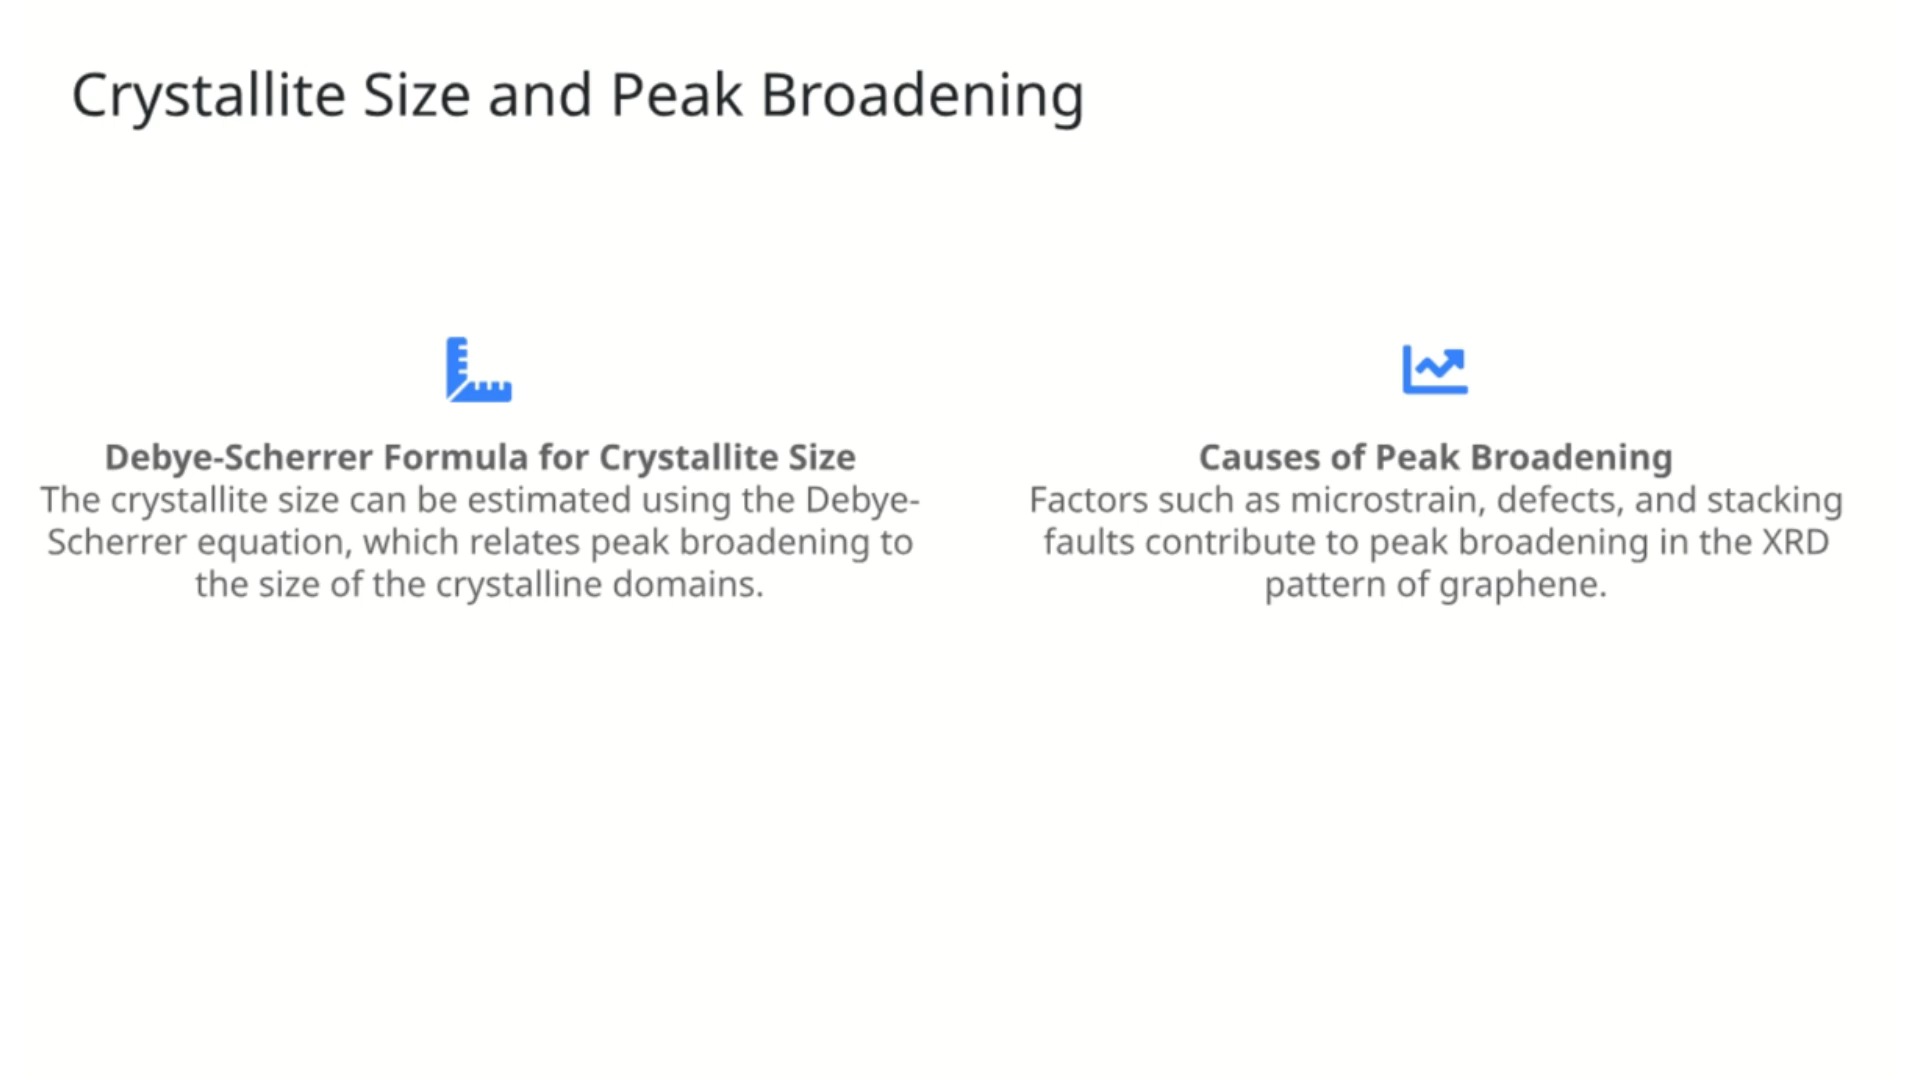 Crystallite Size and Peak Broadening
Debye-Scherrer Formula for Crystallite Size
The crystallite size can be estimated using the Debye-
Scherrer equation, which relates peak broadening to
the size of the crystalline domains.
Causes of Peak Broadening
Factors such as microstrain, defects, and stacking
faults contribute to peak broadening in the XRD
pattern of graphene.